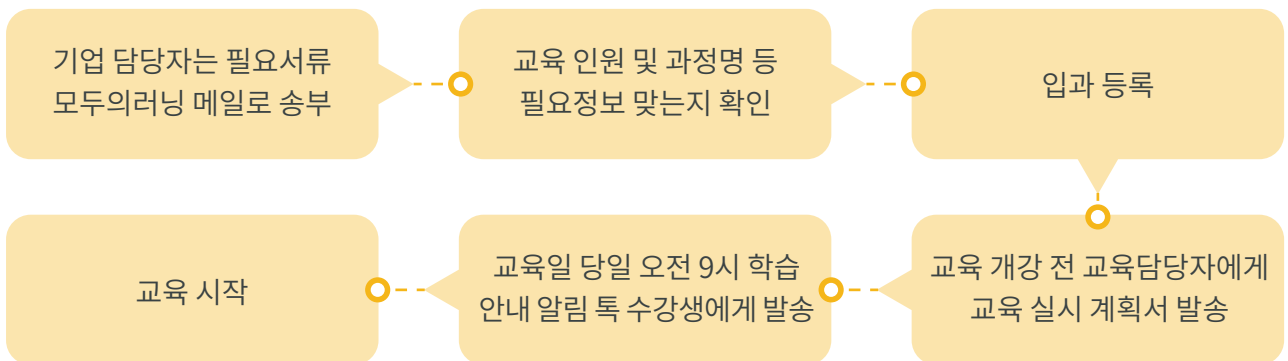 기업 담당자는 필요서류
모두의러닝 메일로 송부
교육 인원 및 과정명 등
필요정보 맞는지 확인
입과 등록
교육 개강 전 교육담당자에게
교육 실시 계획서 발송
교육일 당일 오전 9시 학습
안내 알림 톡 수강생에게 발송
교육 시작